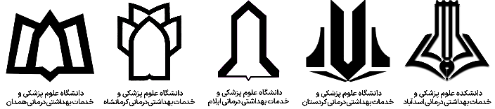 دانشکده علوم پزشکی و
خدمات بهداشتی درمانی اسدآباد
دانشگاه علوم پزشکی و
خدمات بهداشتی درمانی کردستان
دانشگاه علوم پزشکی و
خدمات بهداشتی درمانی ایلام
دانشگاه علوم پزشکی و
خدمات بهداشتی درمانی کرمانشاه
دانشگاه علوم پزشکی و
خدمات بهداشتی درمانی همدان